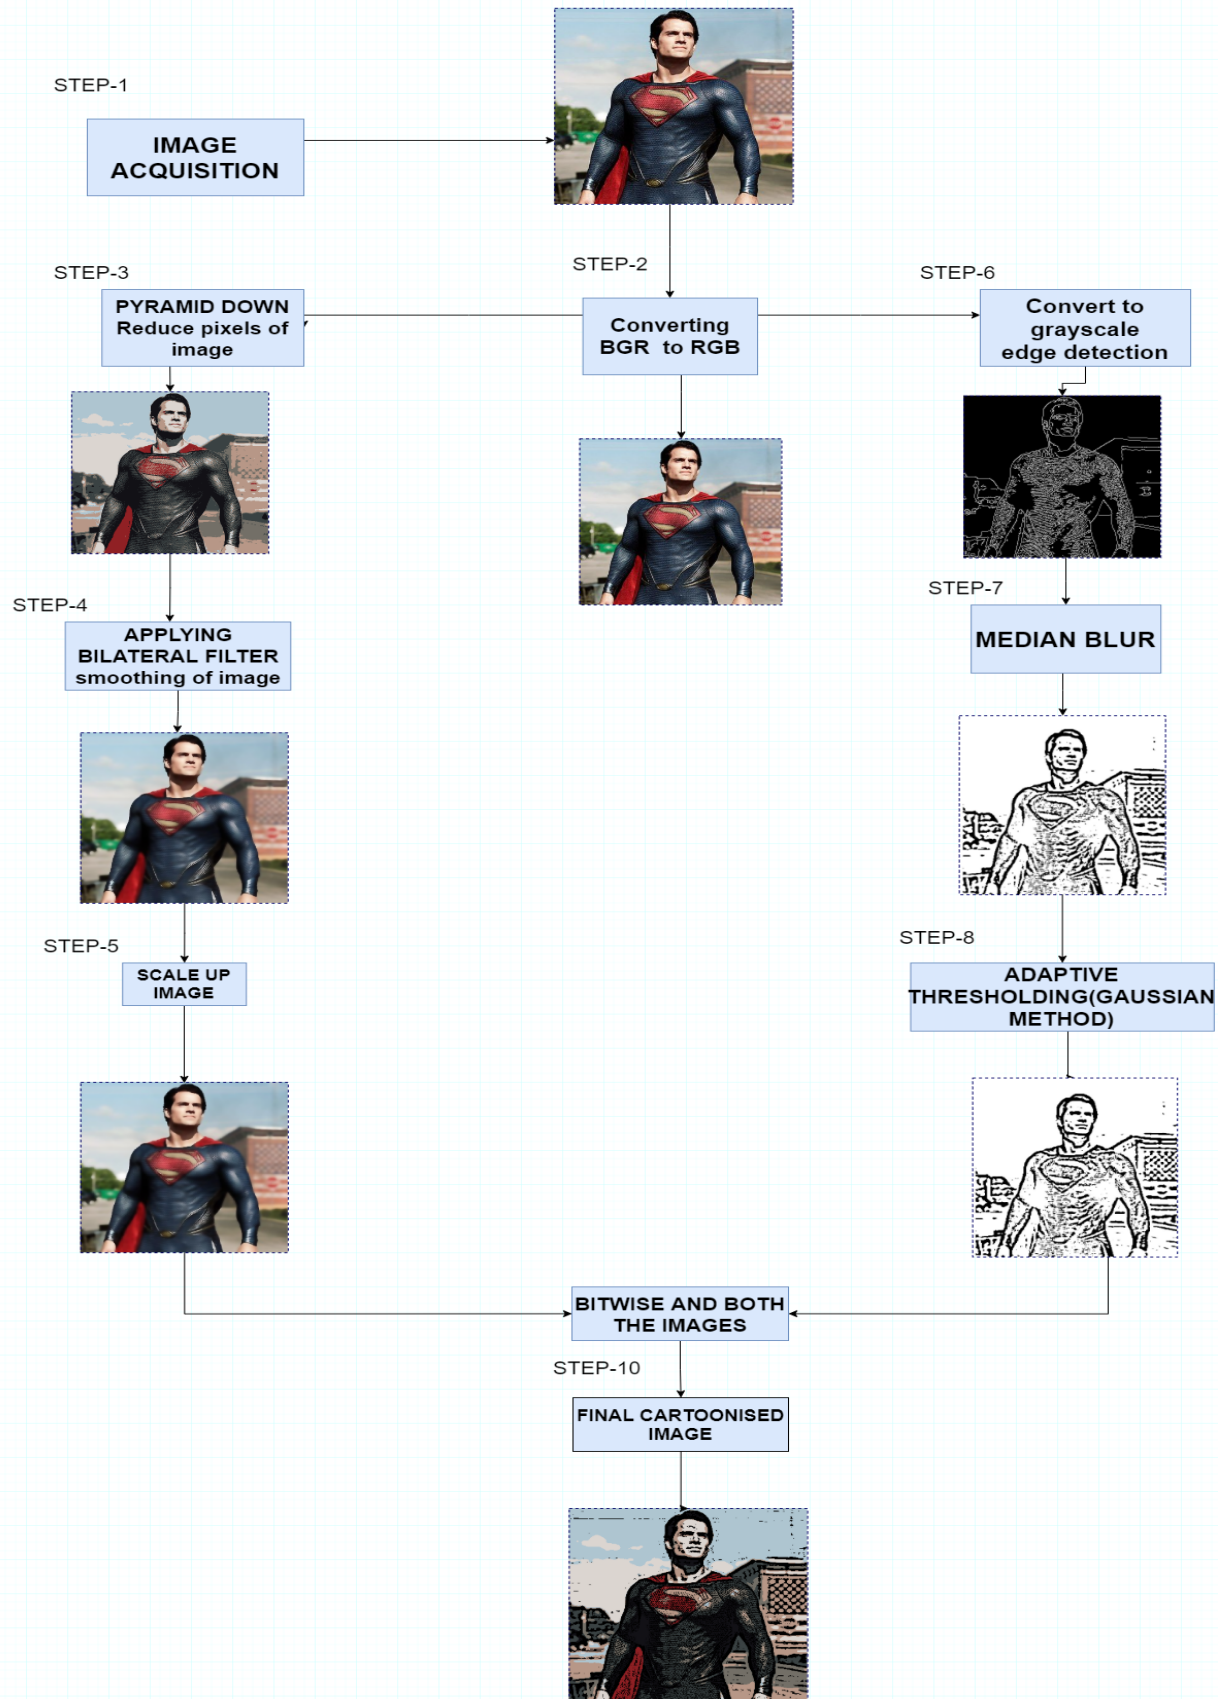 STEP-1
IMAGE
ACQUISITION
STEP-2
Converting
BGR  to RGB
STEP-3
PYRAMID DOWN
Reduce pixels of
image
STEP-4
APPLYING
BILATERAL FILTER
smoothing of image
STEP-5
SCALE UP
IMAGE
STEP-6
Convert to
grayscale
edge detection
STEP-7
MEDIAN BLUR
STEP-8
ADAPTIVE
THRESHOLDING(GAUSSIAN
METHOD)
BITWISE AND BOTH
THE IMAGES
STEP-10
FINAL CARTOONISED
IMAGE